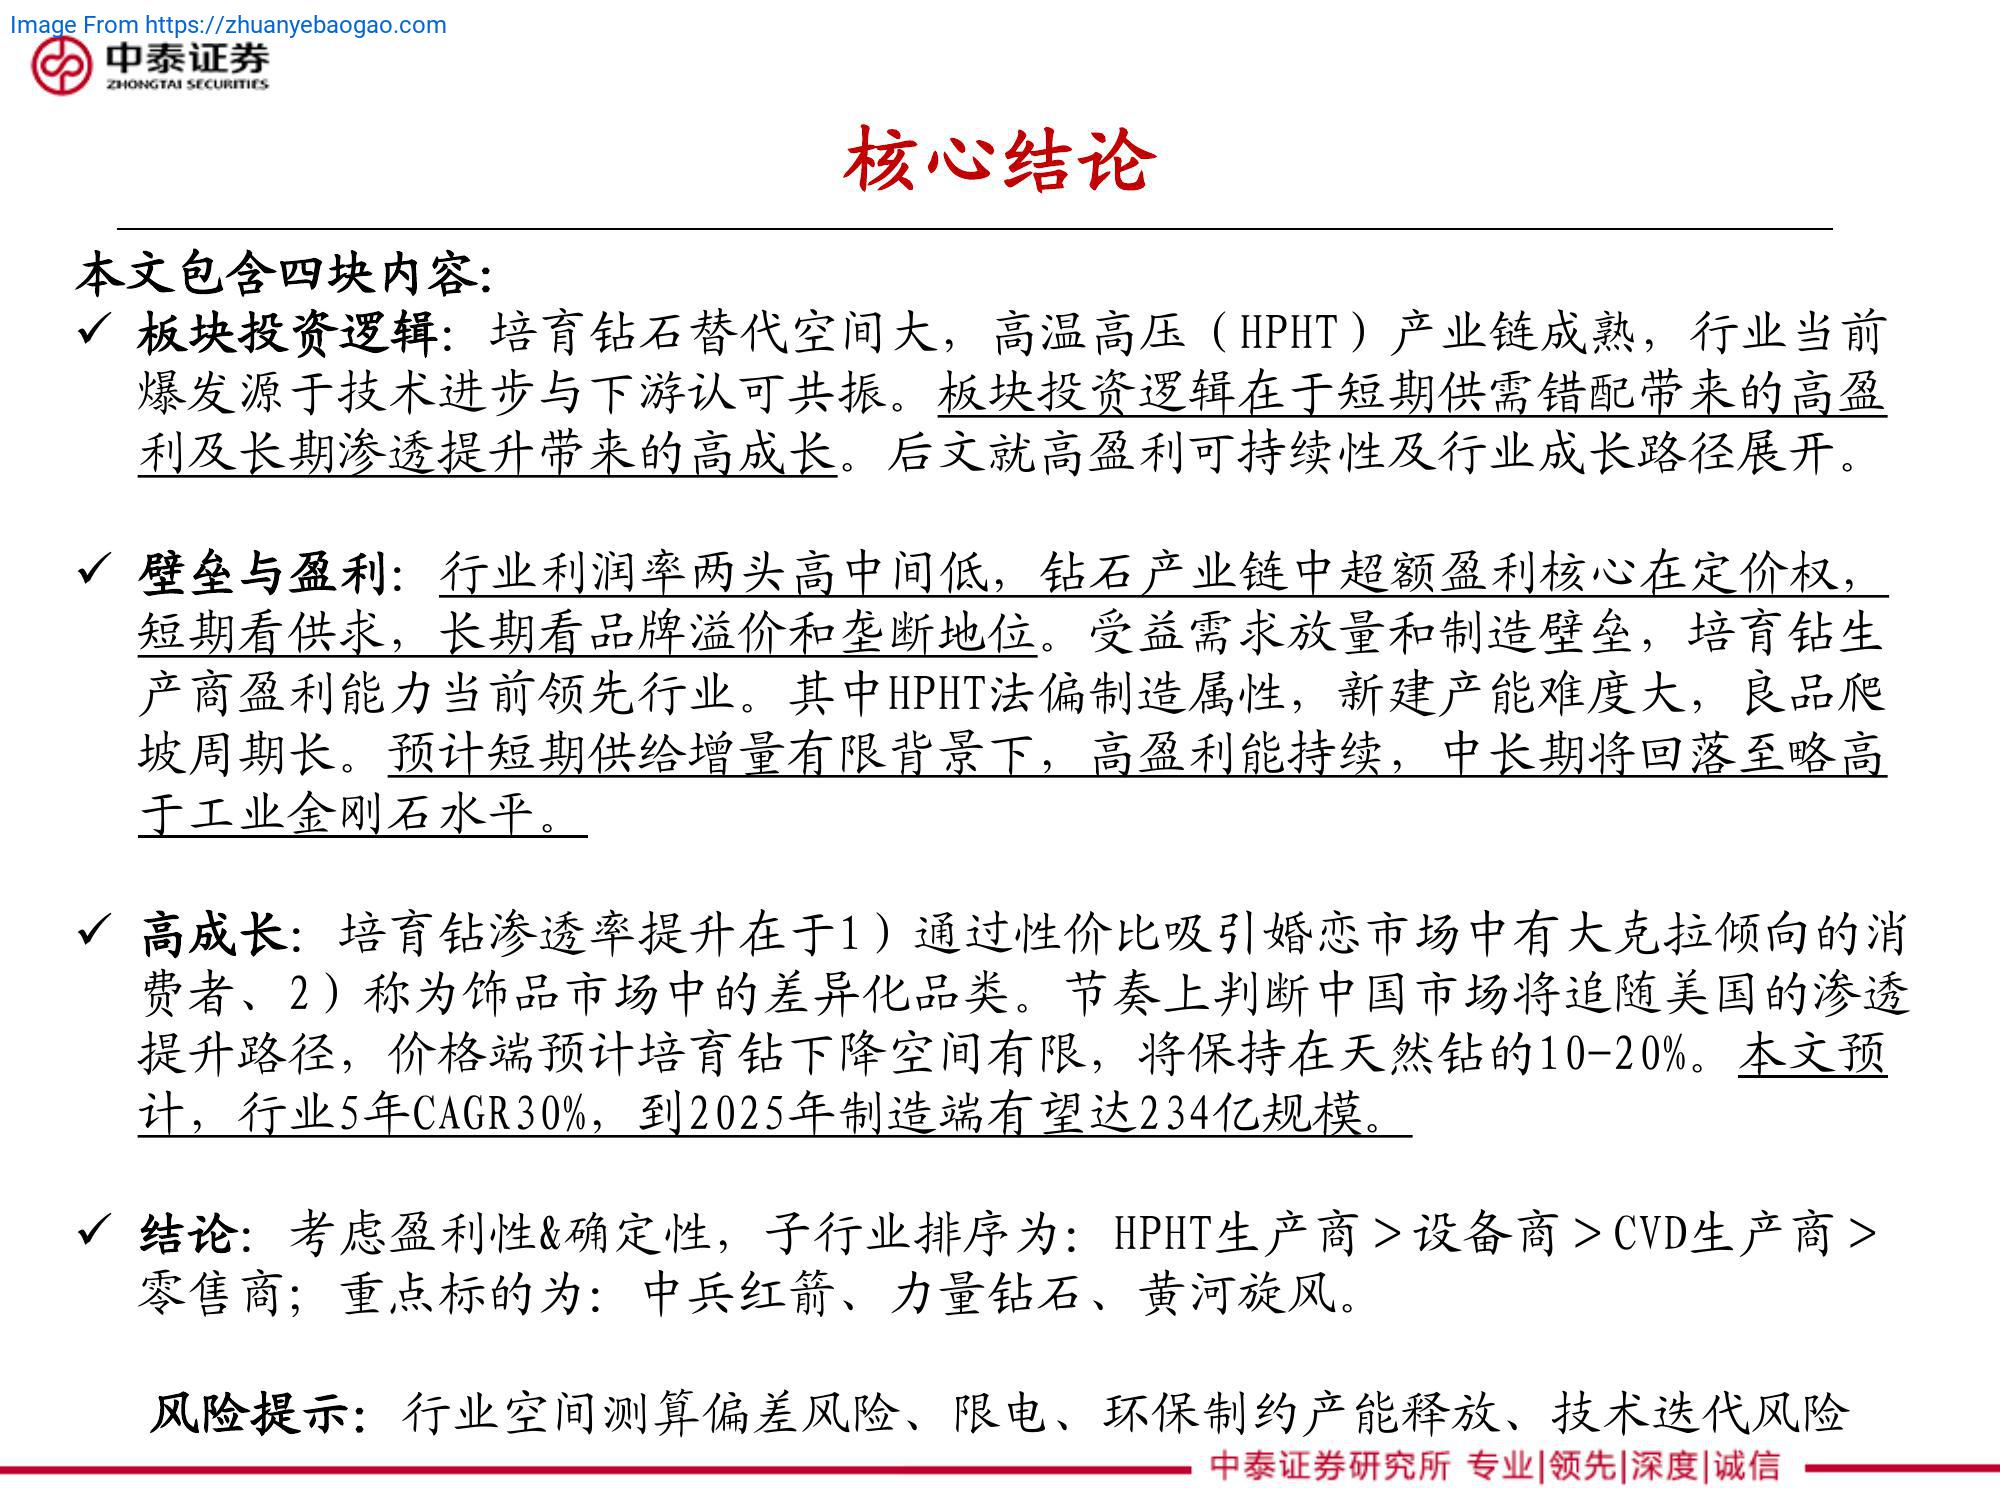 Image From https://zhuanyebaogao.com
中泰证券
ZHONGTAI SECURITIES
核心结论
本文包含四块内容：
✓ 板块投资逻辑：培育钻石替代空间大，高温高压（HPHT）产业链成熟，行业当前
爆发源于技术进步与下游认可共振。板块投资逻辑在于短期供需错配带来的高盈
利及长期渗透提升带来的高成长。后文就高盈利可持续性及行业成长路径展开。
✓ 壁垒与盈利：行业利润率两头高中间低，钻石产业链中超额盈利核心在定价权，
短期看供求，长期看品牌溢价和垄断地位。受益需求放量和制造壁垒，培育钻生
产商盈利能力当前领先行业。其中HPHT法偏制造属性，新建产能难度大，良品爬
坡周期长。预计短期供给增量有限背景下，高盈利能持续，中长期将回落至略高
于工业金刚石水平。
✓ 高成长：培育钻渗透率提升在于1）通过性价比吸引婚恋市场中有大克拉倾向的消
费者、2）称为饰品市场中的差异化品类。节奏上判断中国市场将追随美国的渗透
提升路径，价格端预计培育钻下降空间有限，将保持在天然钻的10-20%。本文预
计，行业5年CAGR30%，到2025年制造端有望达234亿规模。
✓ 结论：考虑盈利性&确定性，子行业排序为：HPHT生产商＞设备商＞CVD生产商＞
零售商；重点标的为：中兵红箭、力量钻石、黄河旋风。
风险提示：行业空间测算偏差风险、限电、环保制约产能释放、技术迭代风险
中泰证券研究所 专业|领先|深度|诚信